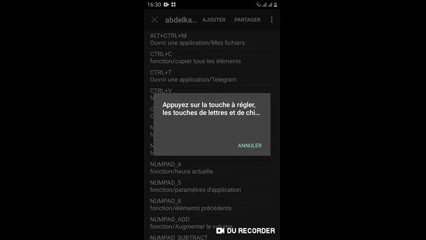 16:30
abdelka... AJOUTER PARTAGER
ALT+CTRL+M
Ouvrir une application/Mes fichiers
CTRL+C
fonction/copier tous les éléments
CTRL+T
Ouvrir une application/Telegram
CTRL+V
Appuyez sur la touche à régler,
les touches de lettres et de chi...
ANNULER
NUMPAD_4
fonction/heure actuelle
NUMPAD_5
fonction/paramètres d'application
NUMPAD_6
fonction/éléments précédents
NUMPAD_ADD
fonction/Augmenter le
NUMPAD_SUBTRACT
DU RECORDER